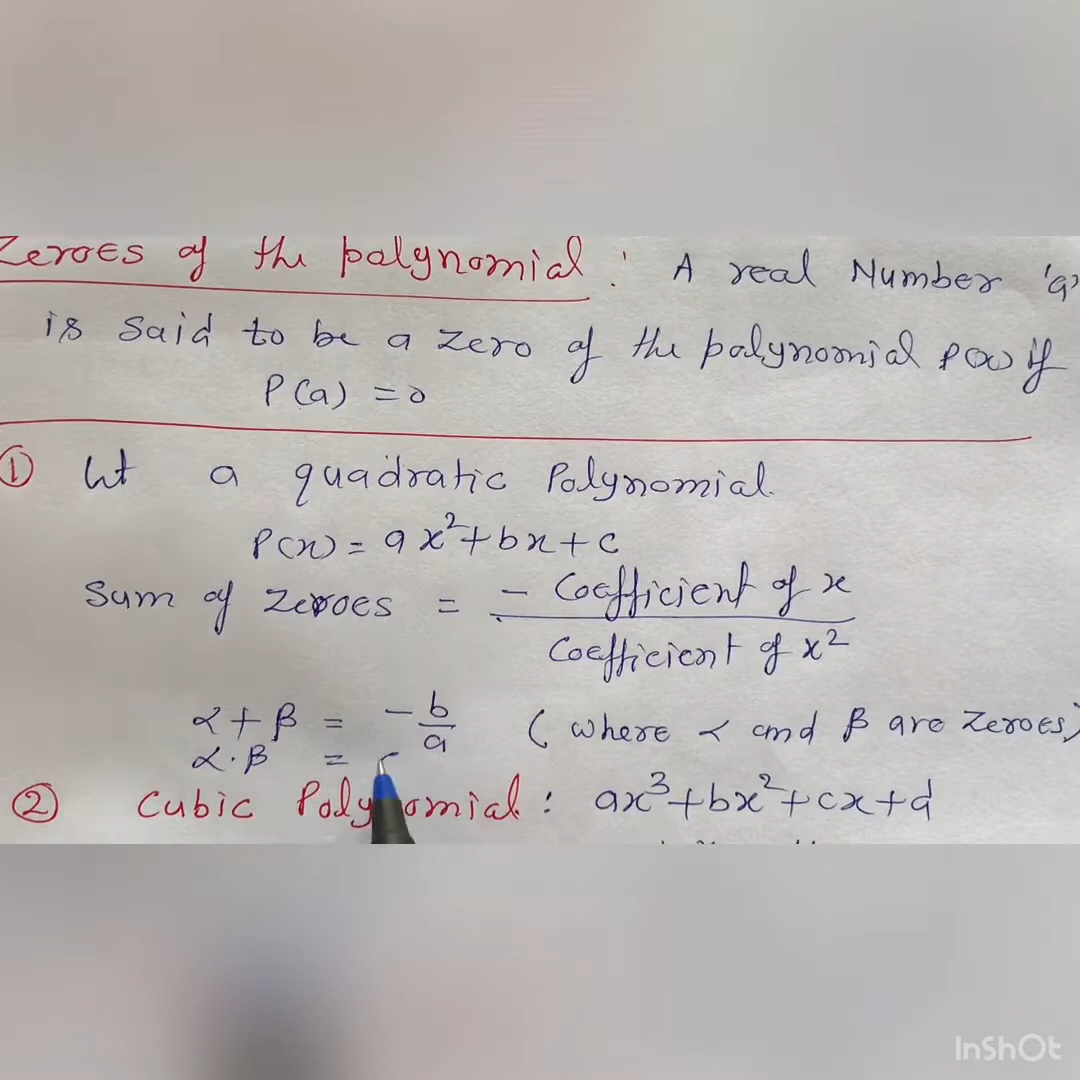 Zeroes of the polynomial : A real Number 'a'
is said to be a zero of the polynomial P(x) if
P(a) = 0
① Let a quadratic Polynomial.
P(x) = ax²+bx+c
Sum of zeroes = - Coefficient of x / Coefficient of x²
α+β = -b/a (where α and β are zeroes)
α.β =
② Cubic Polynomial : ax³+bx²+cx+d
InShOt